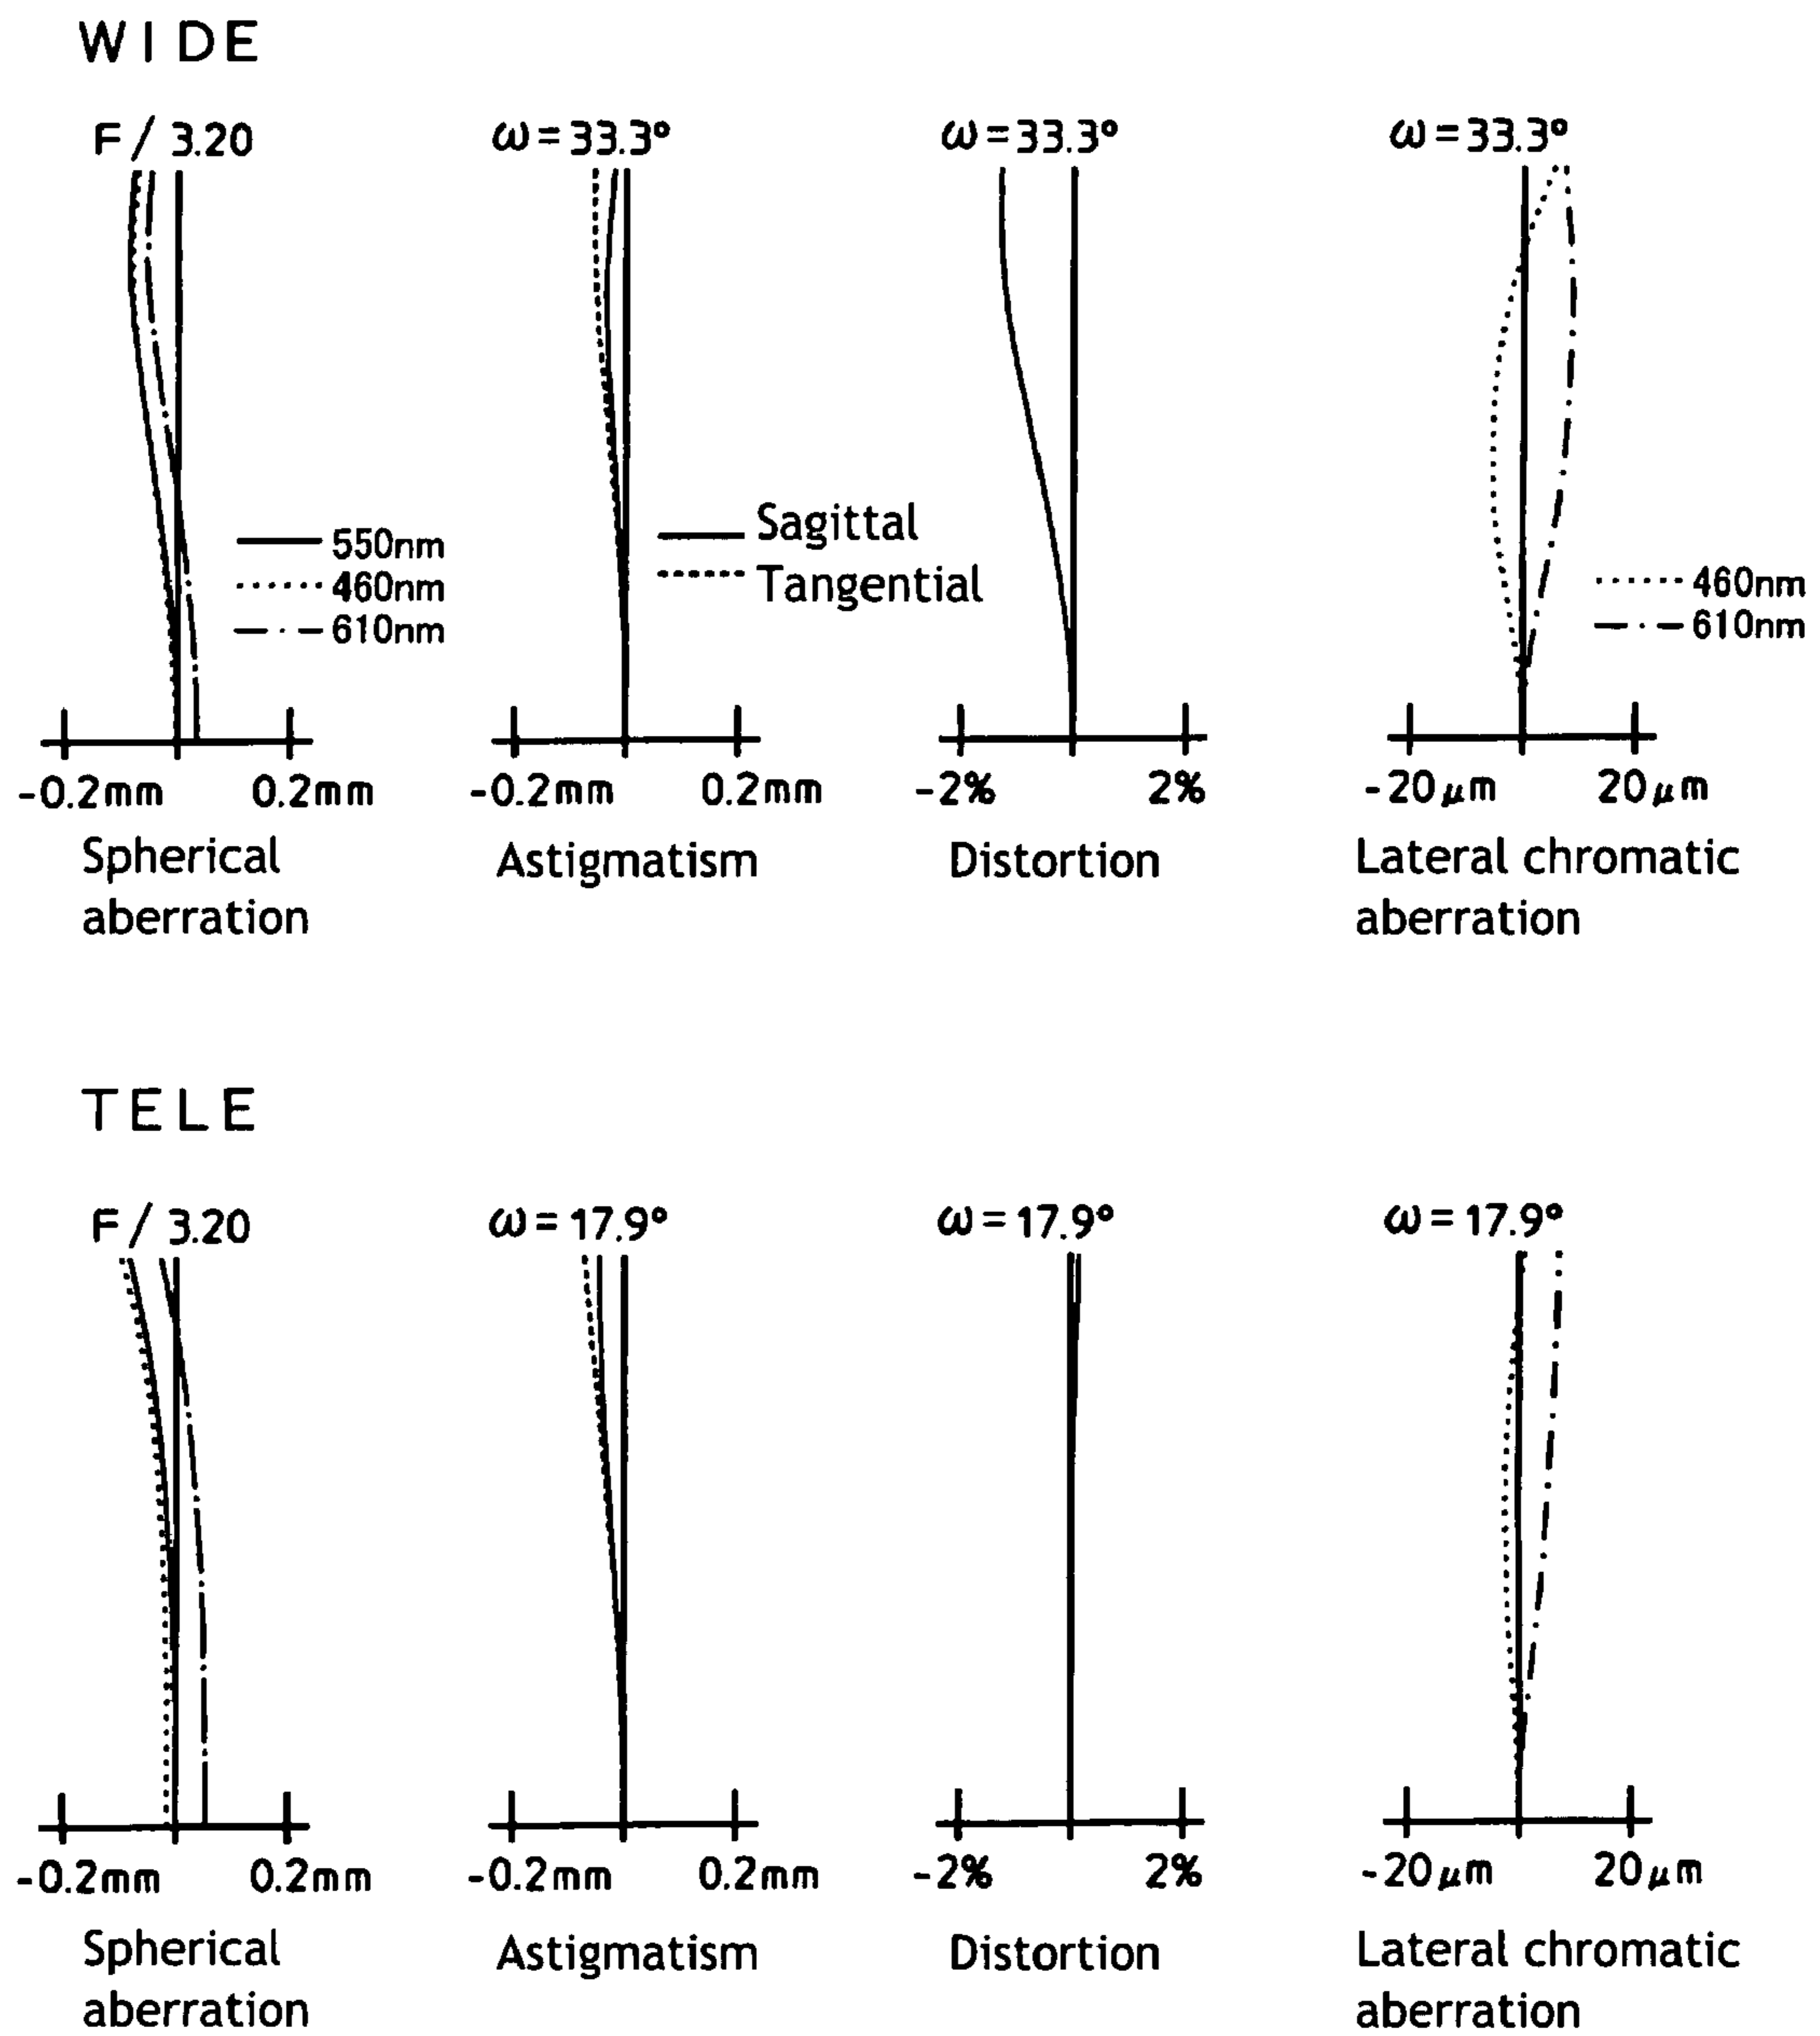 WIDE
F/3.20
ω=33.3°
ω=33.3°
ω=33.3°
550nm
460nm
610nm
Sagittal
Tangential
460nm
610nm
-0.2mm 0.2mm
-0.2mm 0.2mm
-2% 2%
-20μm 20μm
Spherical
aberration
Astigmatism
Distortion
Lateral chromatic
aberration
TELE
F/3.20
ω=17.9°
ω=17.9°
ω=17.9°
-0.2mm 0.2mm
-0.2mm 0.2mm
-2% 2%
-20μm 20μm
Spherical
aberration
Astigmatism
Distortion
Lateral chromatic
aberration